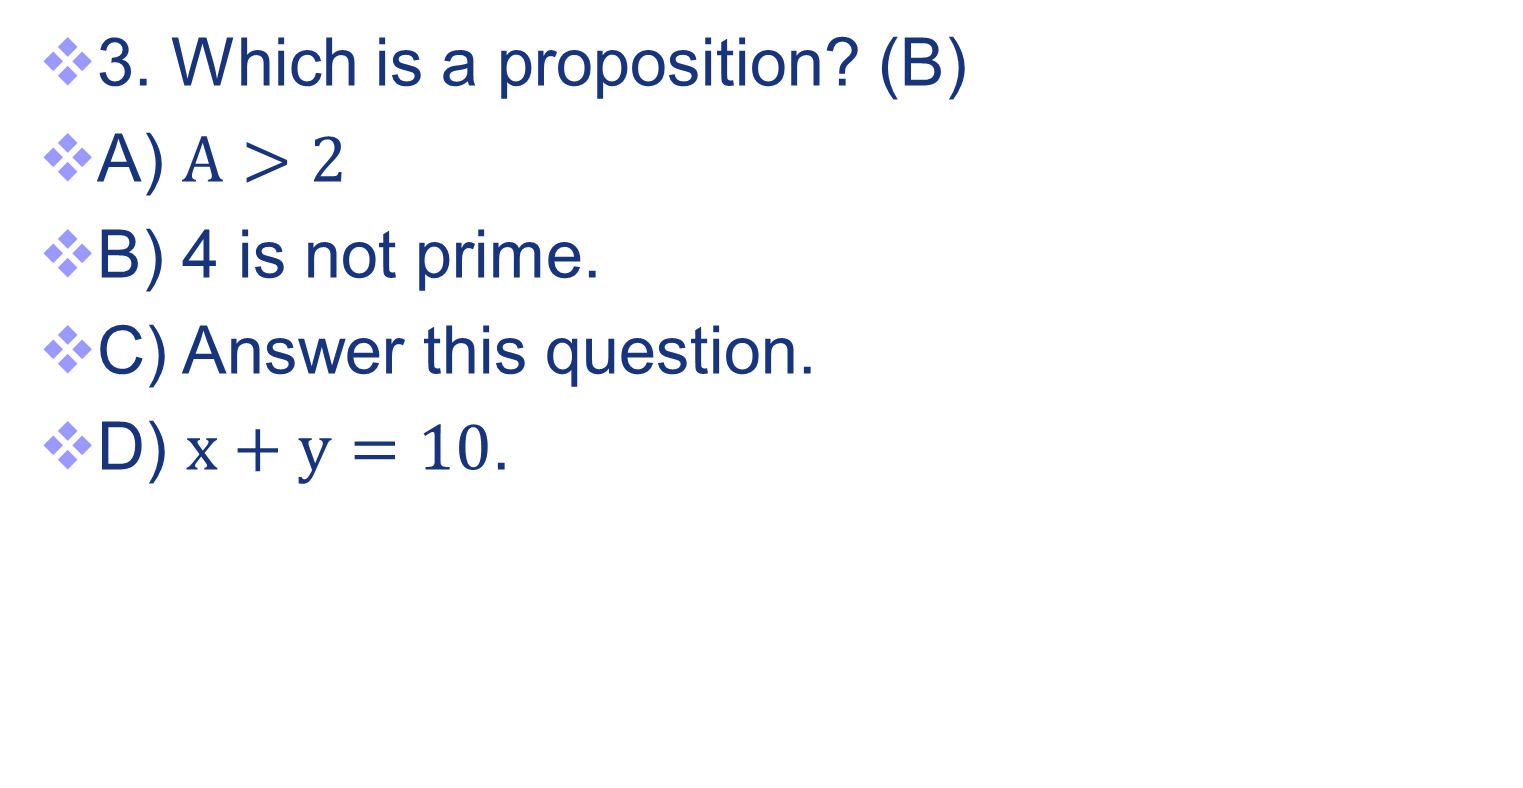 ❖3. Which is a proposition? (B)
❖A) A > 2
❖B) 4 is not prime.
❖C) Answer this question.
❖D) x + y = 10.